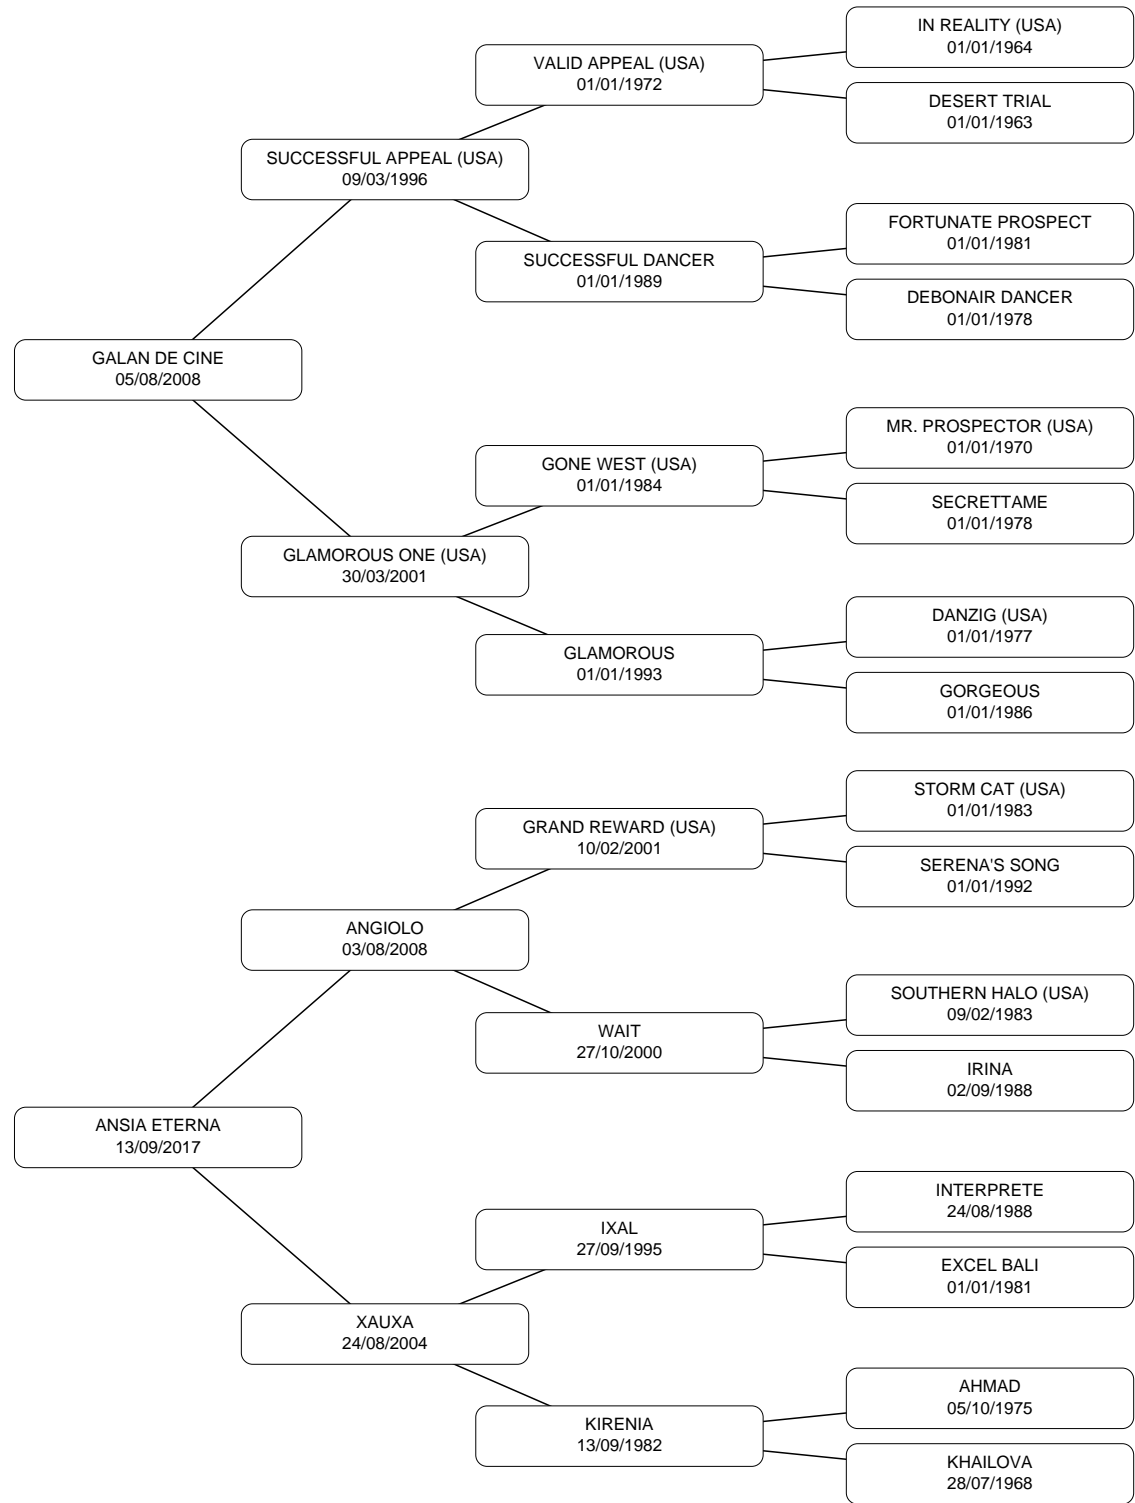 IN REALITY (USA)
01/01/1964
VALID APPEAL (USA)
01/01/1972
DESERT TRIAL
01/01/1963
SUCCESSFUL APPEAL (USA)
09/03/1996
FORTUNATE PROSPECT
01/01/1981
SUCCESSFUL DANCER
01/01/1989
DEBONAIR DANCER
01/01/1978
GALAN DE CINE
05/08/2008
MR. PROSPECTOR (USA)
01/01/1970
GONE WEST (USA)
01/01/1984
SECRETTAME
01/01/1978
GLAMOROUS ONE (USA)
30/03/2001
DANZIG (USA)
01/01/1977
GLAMOROUS
01/01/1993
GORGEOUS
01/01/1986
STORM CAT (USA)
01/01/1983
GRAND REWARD (USA)
10/02/2001
SERENA'S SONG
01/01/1992
ANGIOLO
03/08/2008
SOUTHERN HALO (USA)
09/02/1983
WAIT
27/10/2000
IRINA
02/09/1988
ANSIA ETERNA
13/09/2017
INTERPRETE
24/08/1988
IXAL
27/09/1995
EXCEL BALI
01/01/1981
XAUXA
24/08/2004
AHMAD
05/10/1975
KIRENIA
13/09/1982
KHAILOVA
28/07/1968